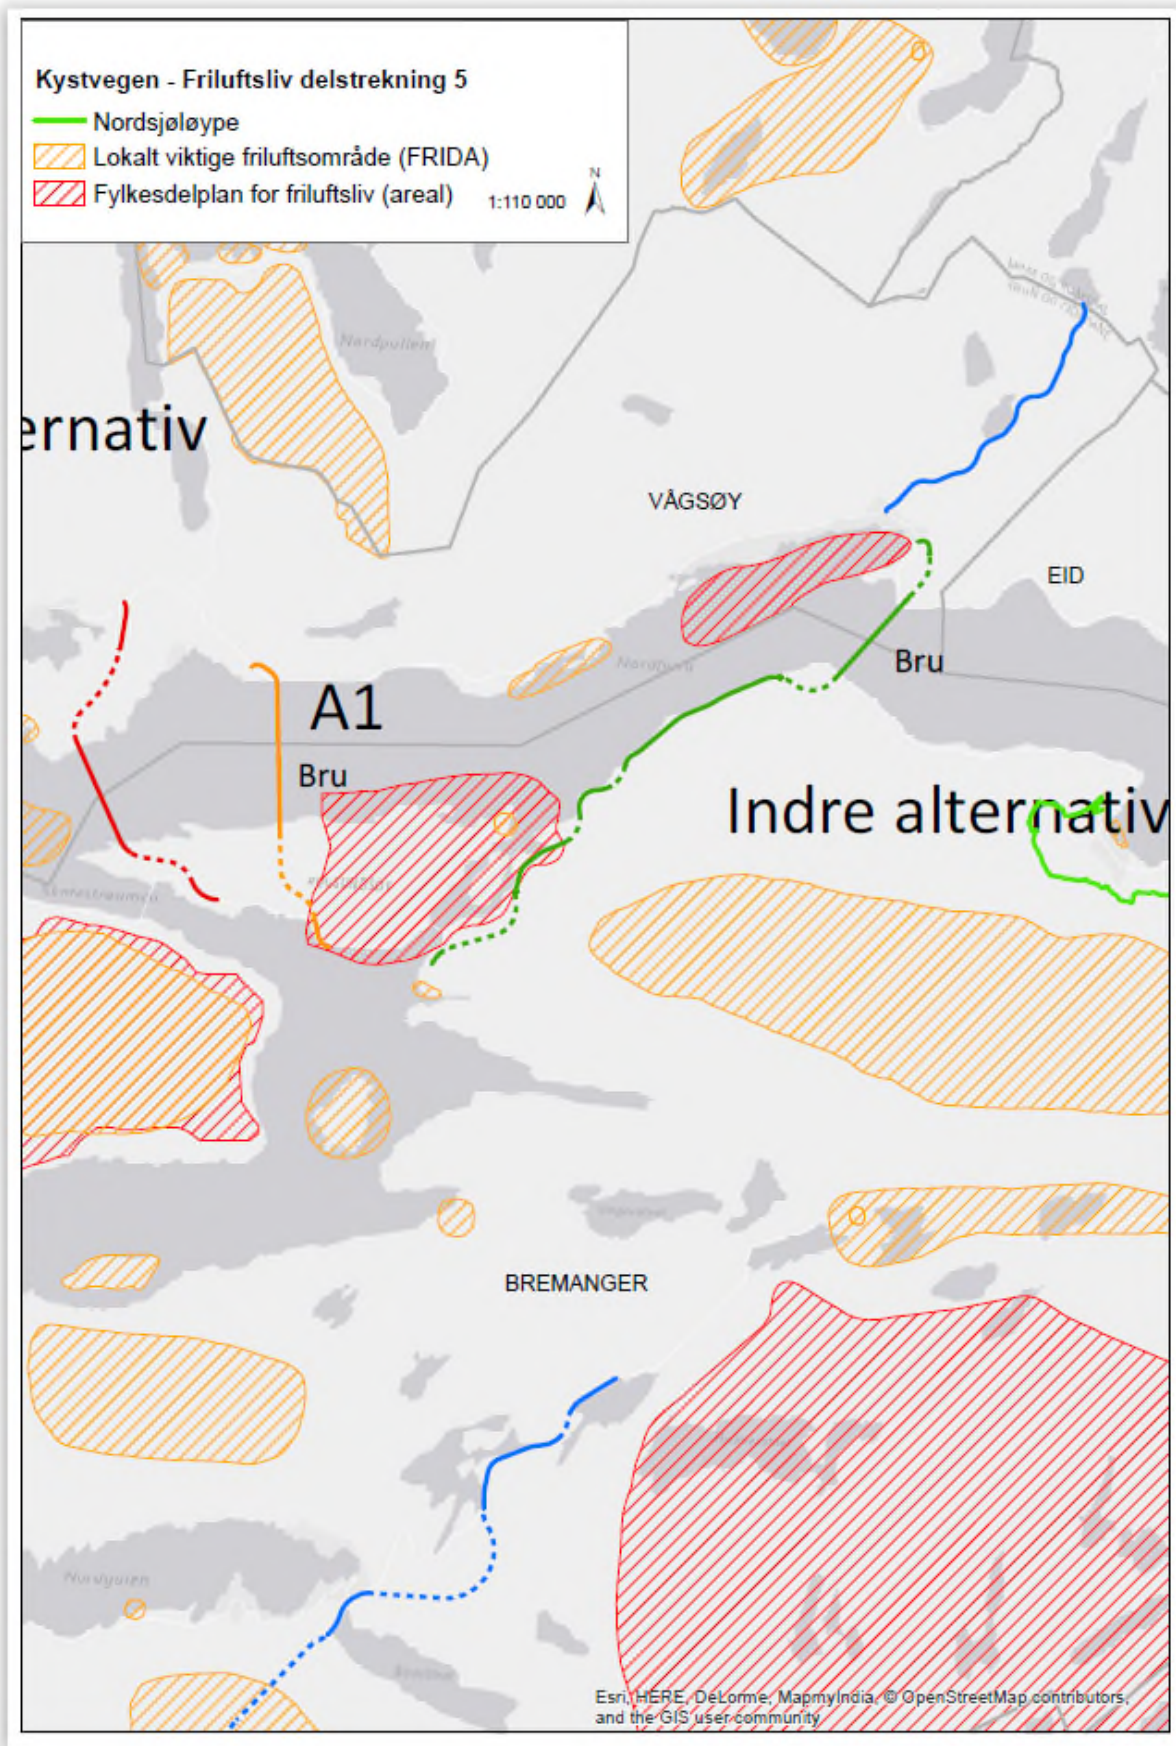 Kystvegen - Friluftsliv delstrekning 5
Nordsjøløype
Lokalt viktige friluftsområde (FRIDA)
Fylkesdelplan for friluftsliv (areal)
1:110 000
N
Nordpollen
ernativ
VÅGSØY
EID
Bru
A1
Bru
Indre alternativ
BREMANGER
Esri, HERE, DeLorme, MapmyIndia, © OpenStreetMap contributors,
and the GIS user community